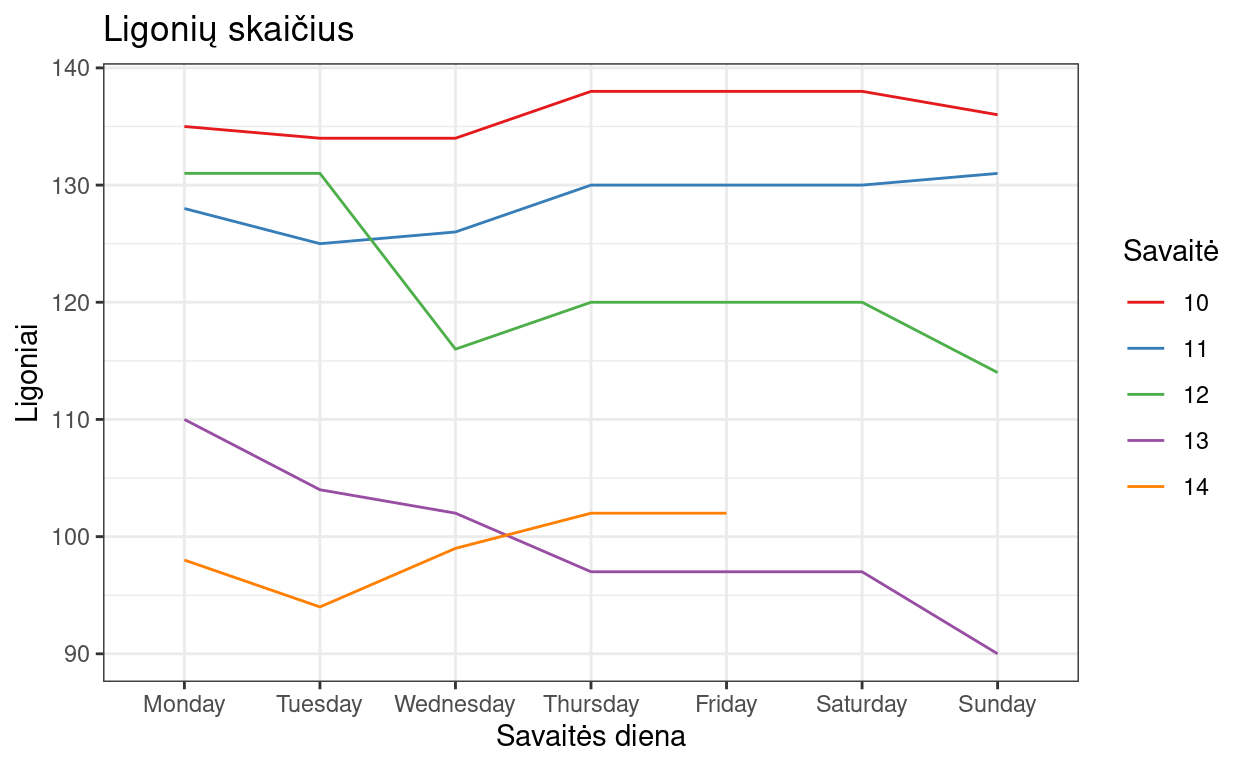 Ligonių skaičius
140
130
120
110
100
90
Ligoniai
Monday Tuesday Wednesday Thursday Friday Saturday Sunday
Savaitės diena
Savaitė
10
11
12
13
14